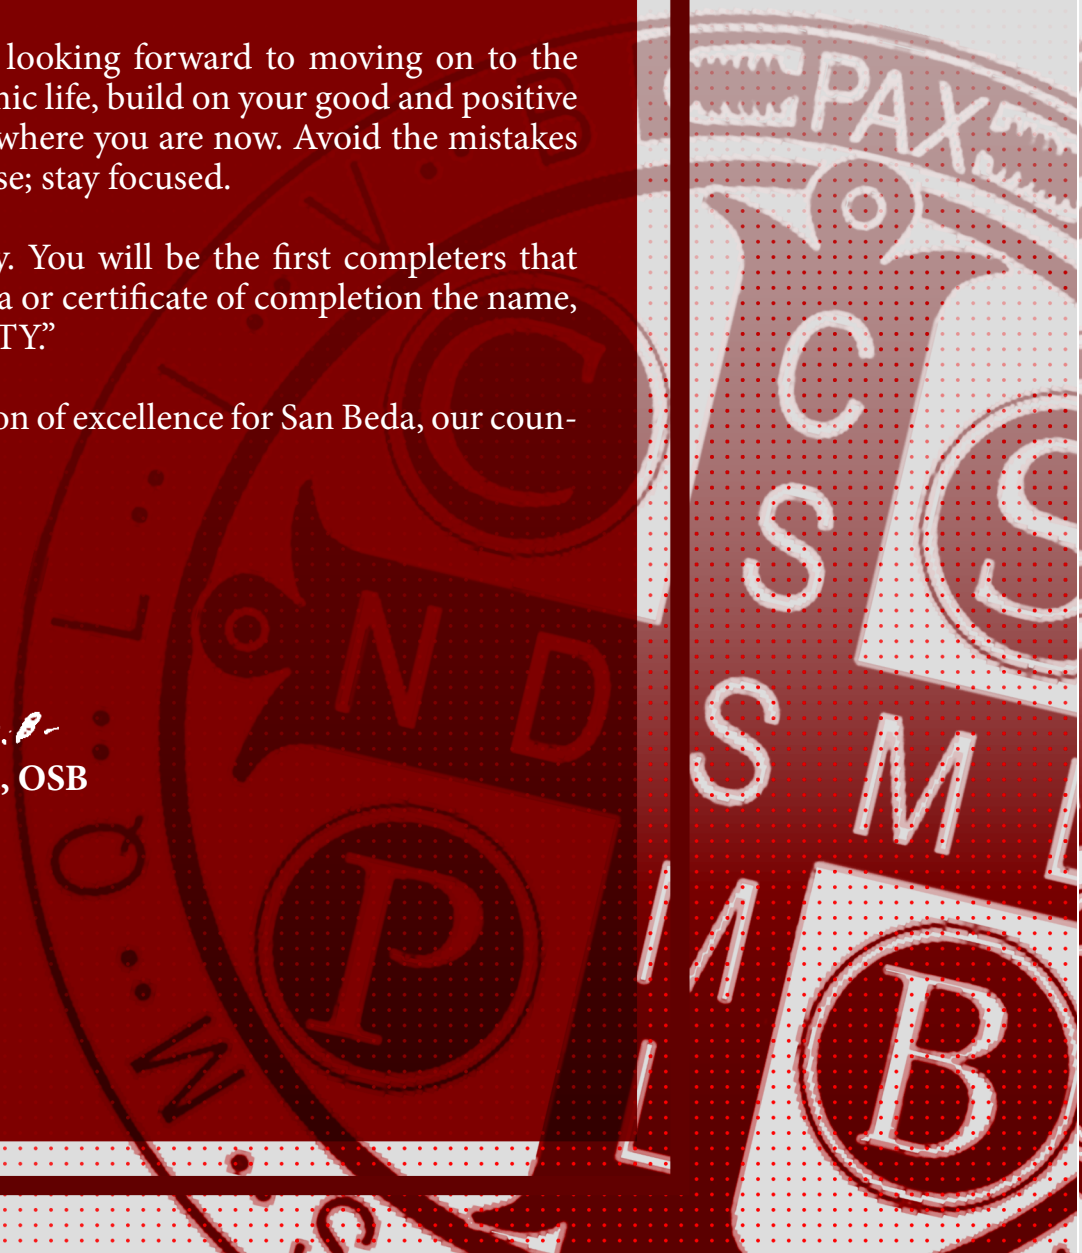 looking forward to moving on to the
nic life, build on your good and positive
where you are now. Avoid the mistakes
se; stay focused.
y. You will be the first completers that
a or certificate of completion the name,
TY.”
on of excellence for San Beda, our coun-
, OSB
PAX
C
S
S
M
N D
M
L
C
S
P
B
V . B
I
L
Q
M
S